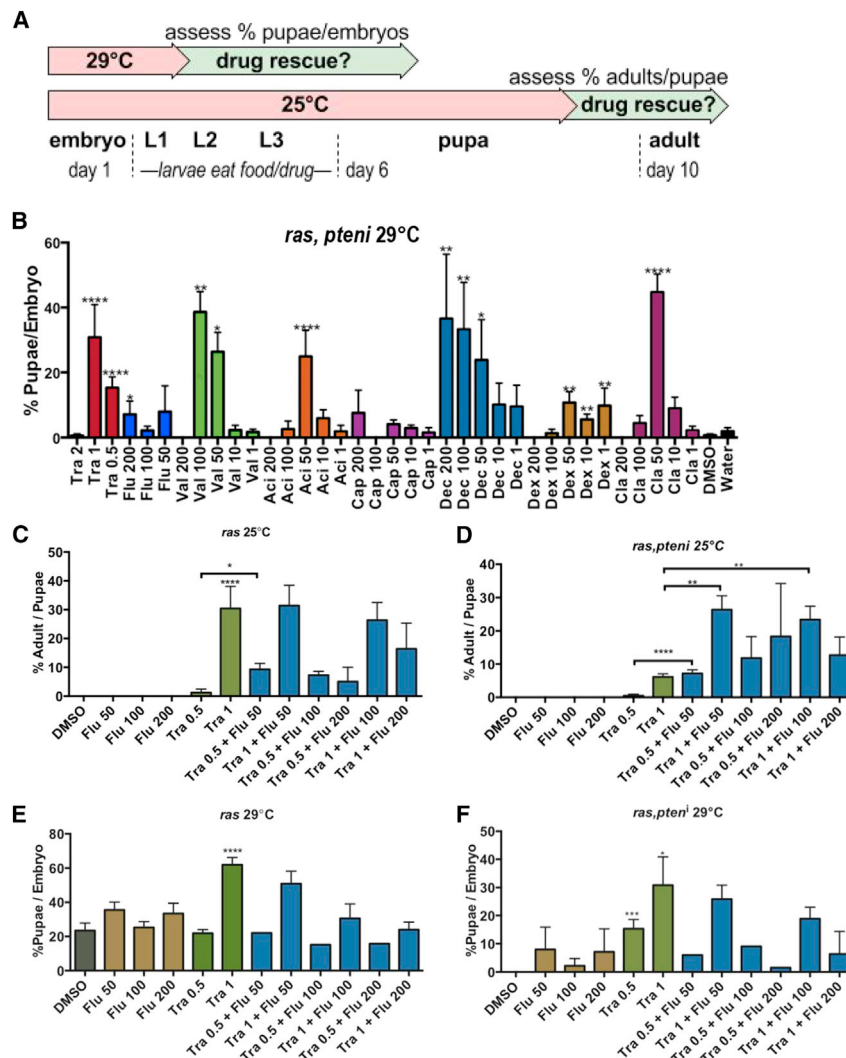 A
assess % pupae/embryos
29°C
drug rescue?
assess % adults/pupae
25°C
drug rescue?
embryo L1 L2 L3 pupa adult
day 1 —larvae eat food/drug— day 6 day 10
B
ras, pteni 29°C
% Pupae/Embryo
60
40
20
0
**** **** * ** * **** ** ** * ** ** ** ****
Tra 2
Tra 1
Tra 0.5
Flu 200
Flu 100
Flu 50
Val 200
Val 100
Val 50
Val 10
Val 1
Aci 200
Aci 100
Aci 50
Aci 10
Aci 1
Cap 200
Cap 100
Cap 50
Cap 10
Cap 1
Dec 200
Dec 100
Dec 50
Dec 10
Dec 1
Dex 200
Dex 100
Dex 50
Dex 10
Dex 1
Cla 200
Cla 100
Cla 50
Cla 10
Cla 1
DMSO
Water
C
ras 25°C
% Adult / Pupae
50
40
30
20
10
0
*
****
DMSO
Flu 50
Flu 100
Flu 200
Tra 0.5
Tra 1
Tra 0.5 + Flu 50
Tra 1 + Flu 50
Tra 0.5 + Flu 100
Tra 0.5 + Flu 200
Tra 1 + Flu 100
Tra 1 + Flu 200
D
ras,pteni 25°C
% Adult / Pupae
40
30
20
10
0
**
**
****
DMSO
Flu 50
Flu 100
Flu 200
Tra 0.5
Tra 1
Tra 0.5 + Flu 50
Tra 1 + Flu 50
Tra 0.5 + Flu 100
Tra 0.5 + Flu 200
Tra 1 + Flu 100
Tra 1 + Flu 200
E
ras 29°C
%Pupae / Embryo
80
60
40
20
0
****
DMSO
Flu 50
Flu 100
Flu 200
Tra 0.5
Tra 1
Tra 0.5 + Flu 50
Tra 1 + Flu 50
Tra 0.5 + Flu 100
Tra 1 + Flu 100
Tra 0.5 + Flu 200
Tra 1 + Flu 200
F
ras,ptenⁱ 29°C
%Pupae / Embryo
50
40
30
20
10
0
***
*
DMSO
Flu 50
Flu 100
Flu 200
Tra 0.5
Tra 1
Tra 0.5 + Flu 50
Tra 1 + Flu 50
Tra 0.5 + Flu 100
Tra 0.5 + Flu 200
Tra 1 + Flu 100
Tra 1 + Flu 200